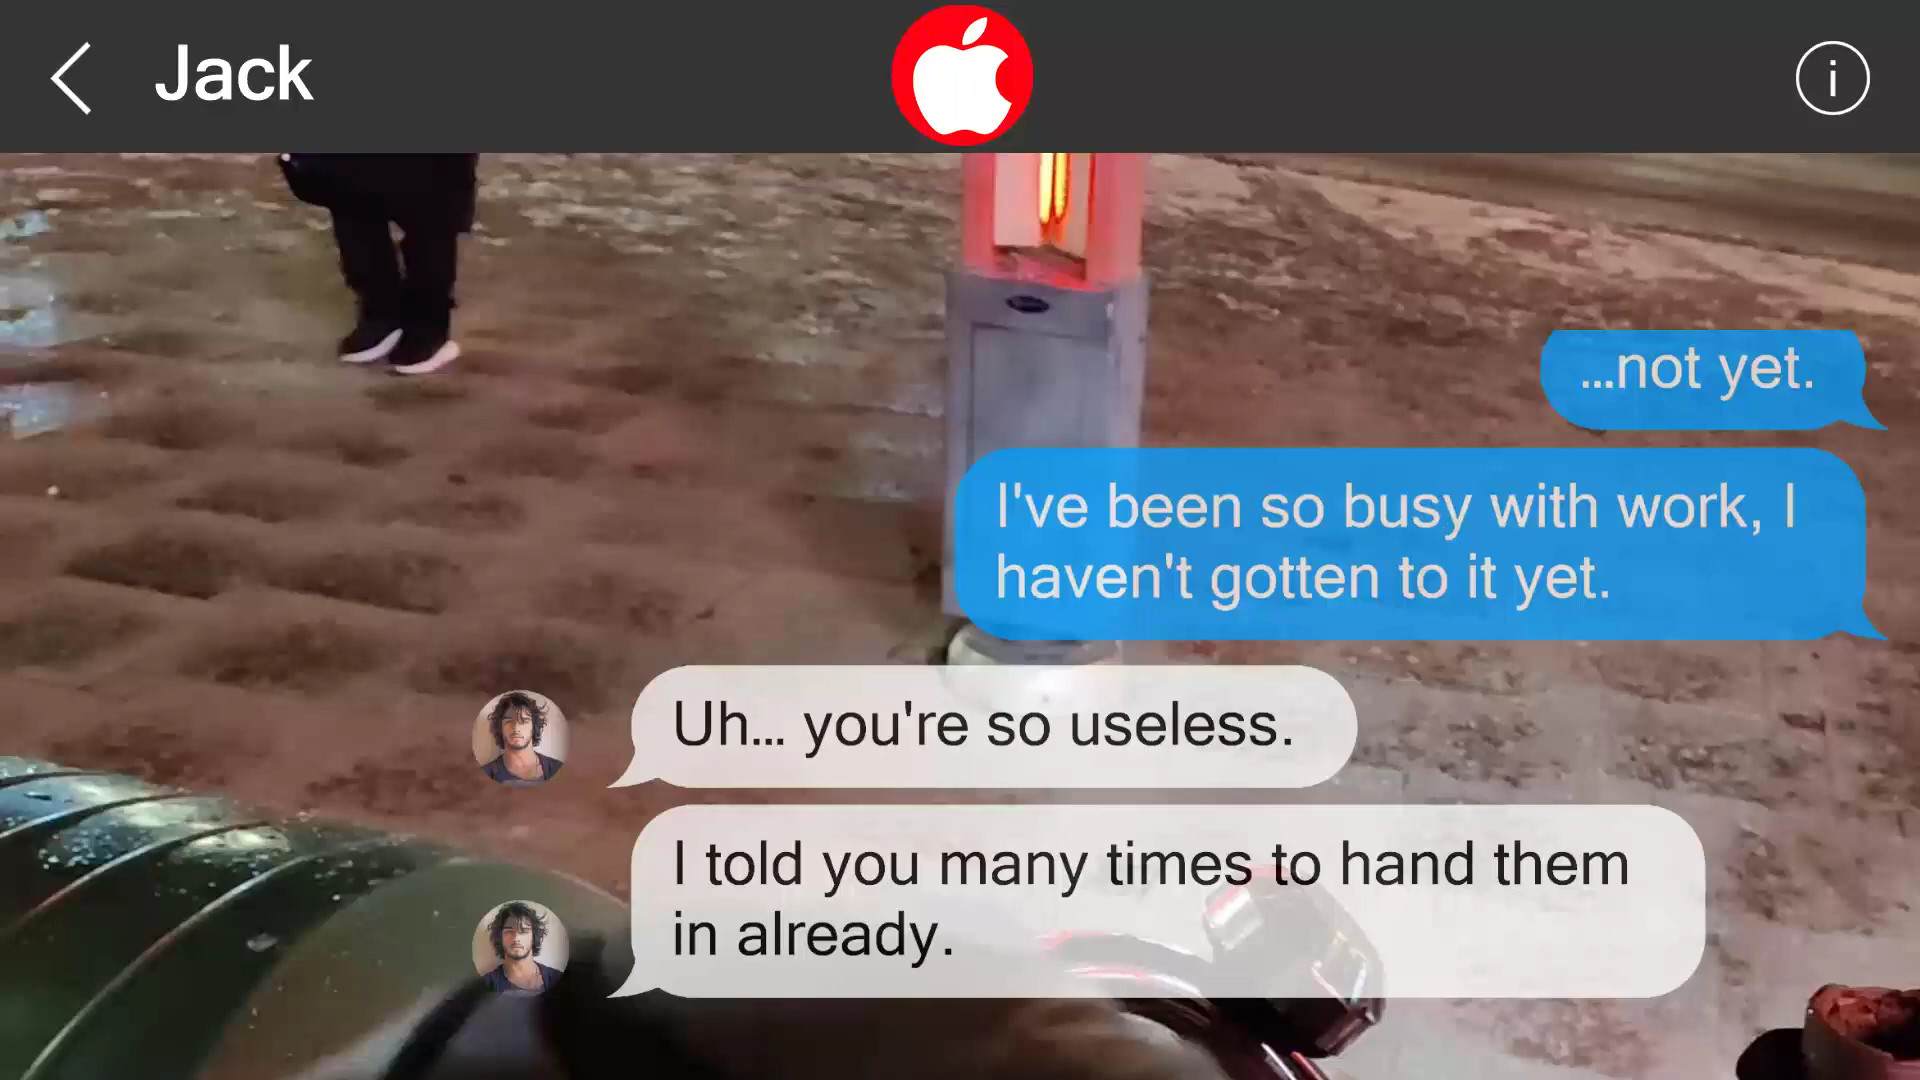 Jack
i
...not yet.
I've been so busy with work, I
haven't gotten to it yet.
Uh... you're so useless.
I told you many times to hand them
in already.